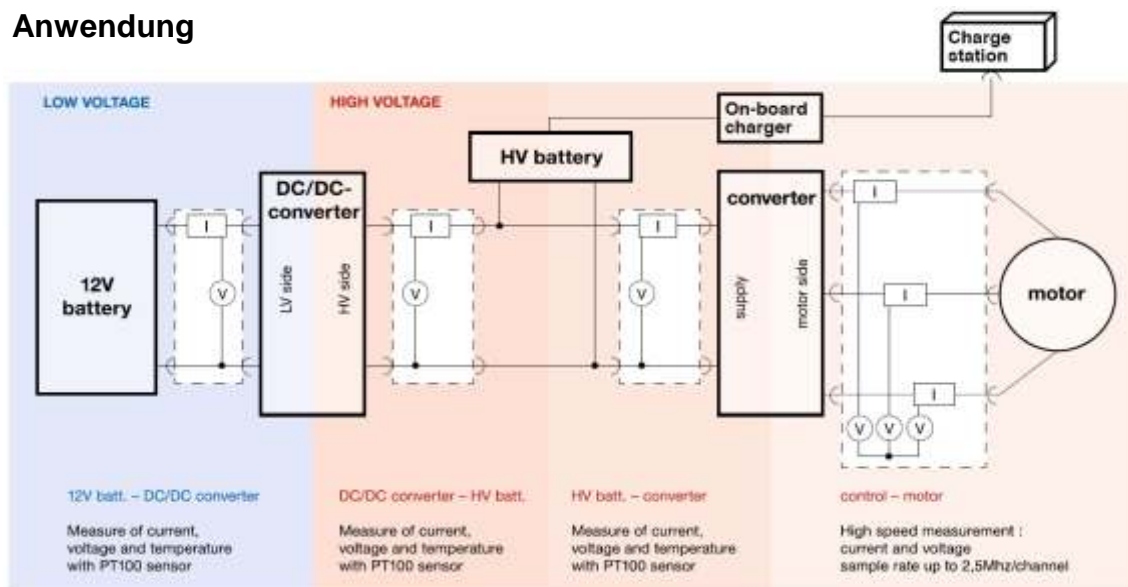 Anwendung
Charge
station
LOW VOLTAGE
HIGH VOLTAGE
On-board
charger
HV battery
DC/DC-
converter
converter
I
I
I
I
12V
battery
LV side
HV side
V
V
V
supply
motor side
I
motor
I
V
V
V
12V batt. – DC/DC converter
DC/DC converter – HV batt.
HV batt. – converter
control – motor
Measure of current,
voltage and temperature
with PT100 sensor
Measure of current,
voltage and temperature
with PT100 sensor
Measure of current,
voltage and temperature
with PT100 sensor
High speed measurement :
current and voltage
sample rate up to 2,5Mhz/channel